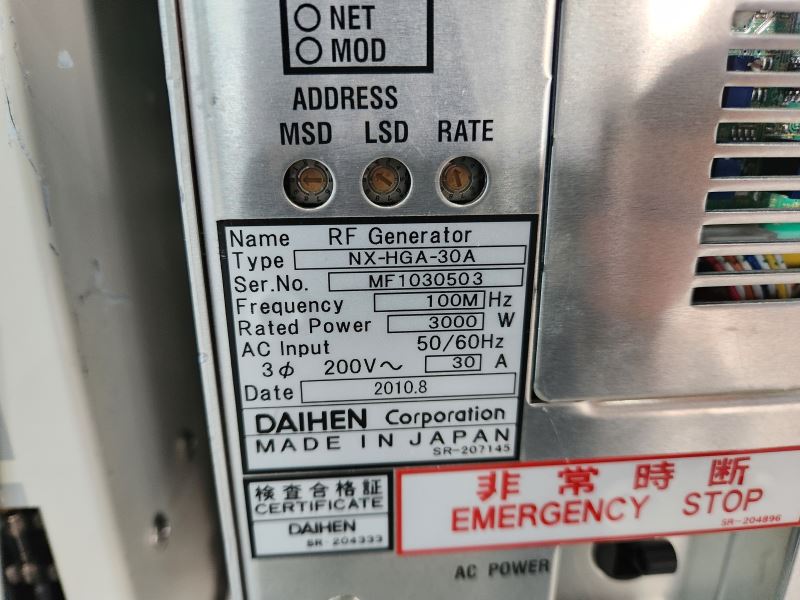 NET
MOD
ADDRESS
MSD LSD RATE
Name RF Generator
Type NX-HGA-30A
Ser.No. MF1030503
Frequency 100M Hz
Rated Power 3000 W
AC Input 50/60Hz
3φ 200V～ 30 A
Date 2010.8
DAIHEN Corporation
MADE IN JAPAN
SR-207145
検査合格証
CERTIFICATE
DAIHEN
SR-204333
非常時断
EMERGENCY STOP
SR-204896
AC POWER